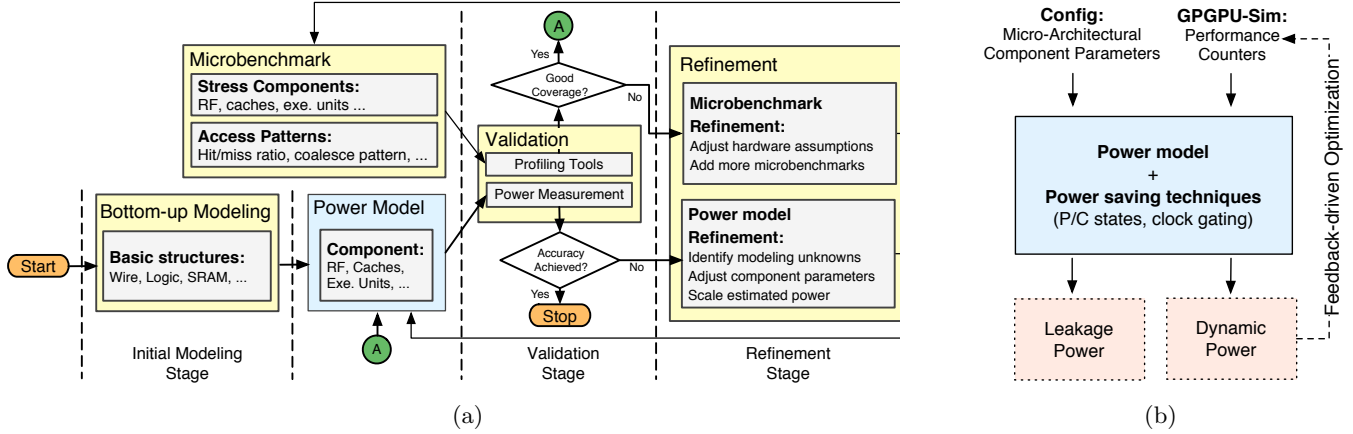 Microbenchmark
Stress Components:
RF, caches, exe. units ...
Access Patterns:
Hit/miss ratio, coalesce pattern, ...
Start
Bottom-up Modeling
Basic structures:
Wire, Logic, SRAM, ...
Initial Modeling
Stage
Power Model
Component:
RF, Caches,
Exe. Units, ...
A
A
Yes
Good
Coverage?
No
Validation
Profiling Tools
Power Measurement
Accuracy
Achieved?
No
Yes
Stop
Validation
Stage
Refinement
Microbenchmark
Refinement:
Adjust hardware assumptions
Add more microbenchmarks
Power model
Refinement:
Identify modeling unknowns
Adjust component parameters
Scale estimated power
Refinement
Stage
(a)
Config:
Micro-Architectural
Component Parameters
GPGPU-Sim:
Performance
Counters
Power model
+
Power saving techniques
(P/C states, clock gating)
Leakage
Power
Dynamic
Power
Feedback-driven Optimization
(b)